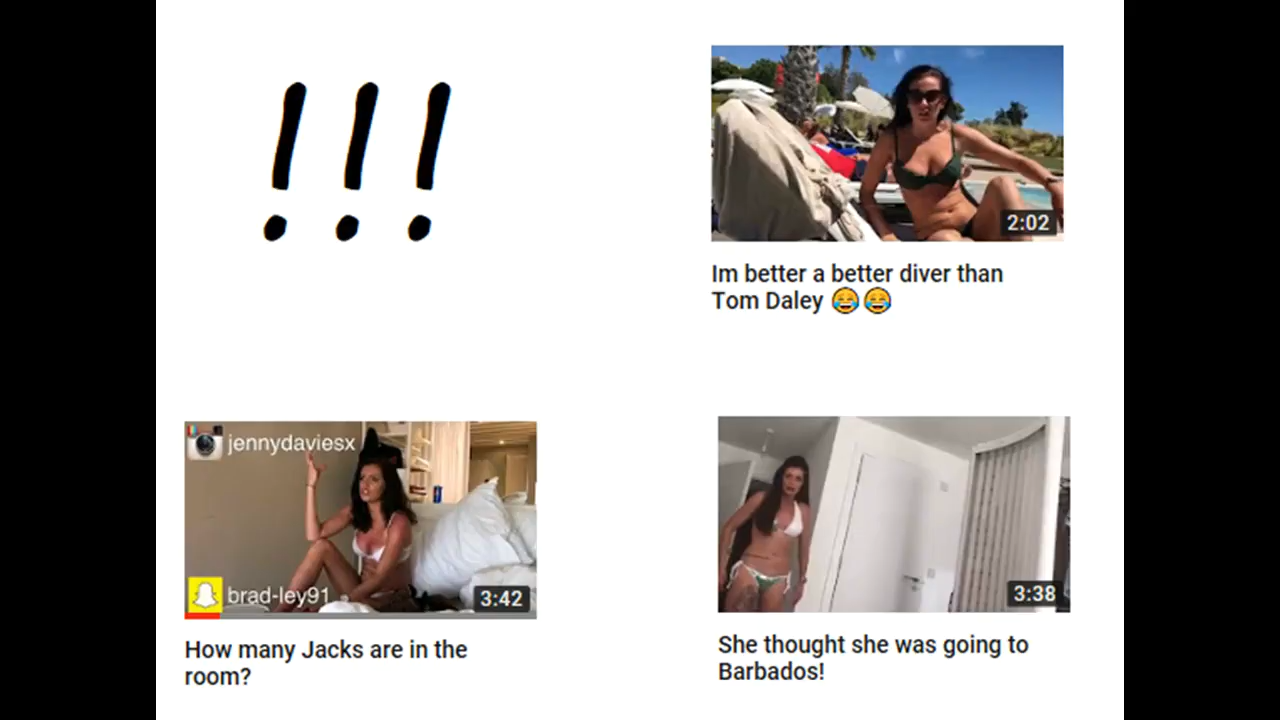 !!!
2:02
Im better a better diver than
Tom Daley 😂😂
jennydaviesx
brad-ley91
3:42
How many Jacks are in the
room?
3:38
She thought she was going to
Barbados!